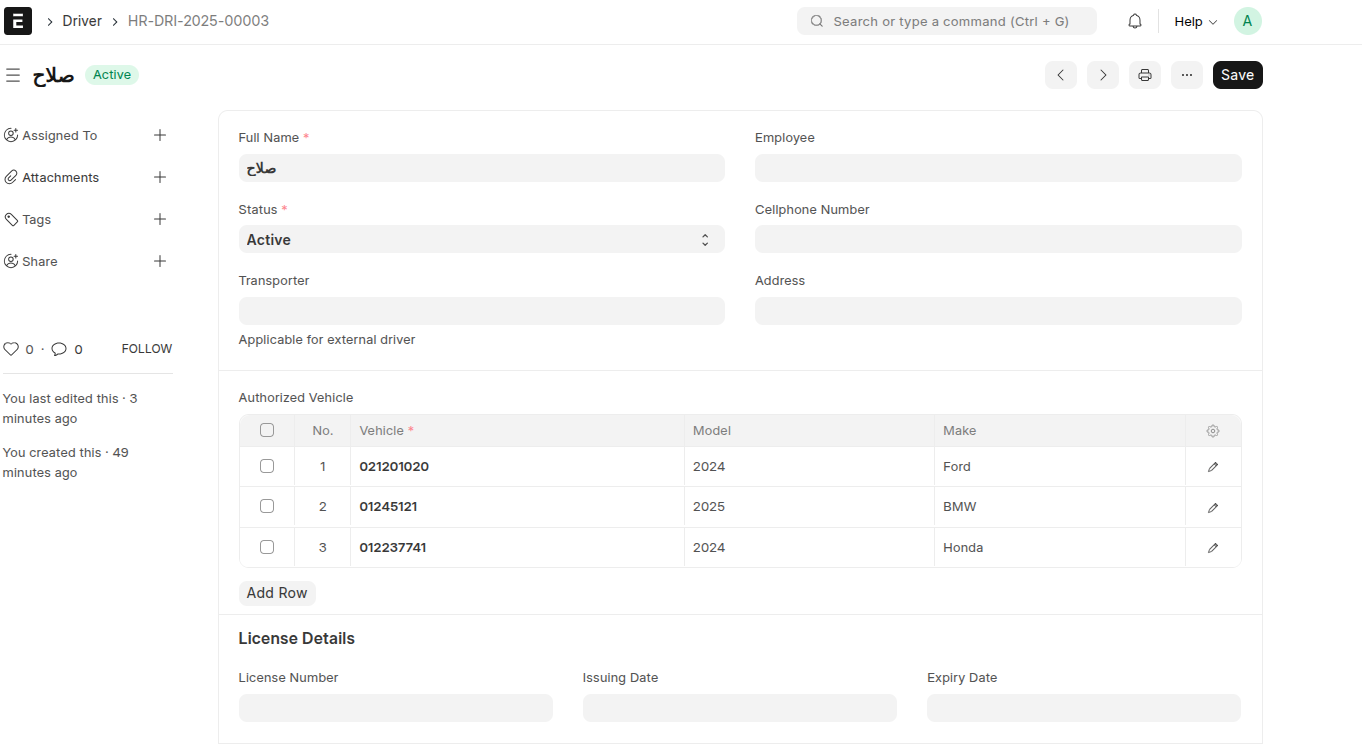 E Driver HR-DRI-2025-00003 Search or type a command (Ctrl + G) Help A
صلاح Active Save
Assigned To
Attachments
Tags
Share
0 · 0 FOLLOW
You last edited this · 3
minutes ago
You created this · 49
minutes ago
Full Name * Employee
صلاح
Status * Cellphone Number
Active
Transporter Address
Applicable for external driver
Authorized Vehicle
No. Vehicle * Model Make
1 021201020 2024 Ford
2 01245121 2025 BMW
3 012237741 2024 Honda
Add Row
License Details
License Number Issuing Date Expiry Date